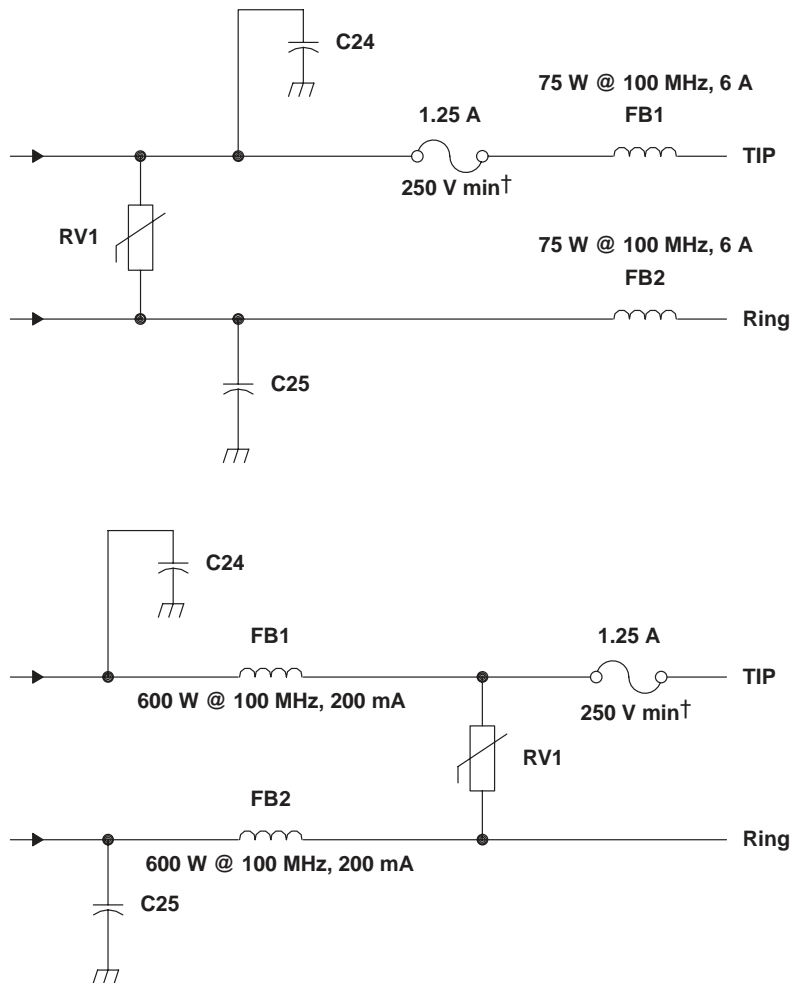 C24
75 W @ 100 MHz, 6 A
1.25 A
FB1
TIP
250 V min†
RV1
75 W @ 100 MHz, 6 A
FB2
Ring
C25
C24
FB1
1.25 A
TIP
600 W @ 100 MHz, 200 mA
250 V min†
RV1
FB2
Ring
600 W @ 100 MHz, 200 mA
C25